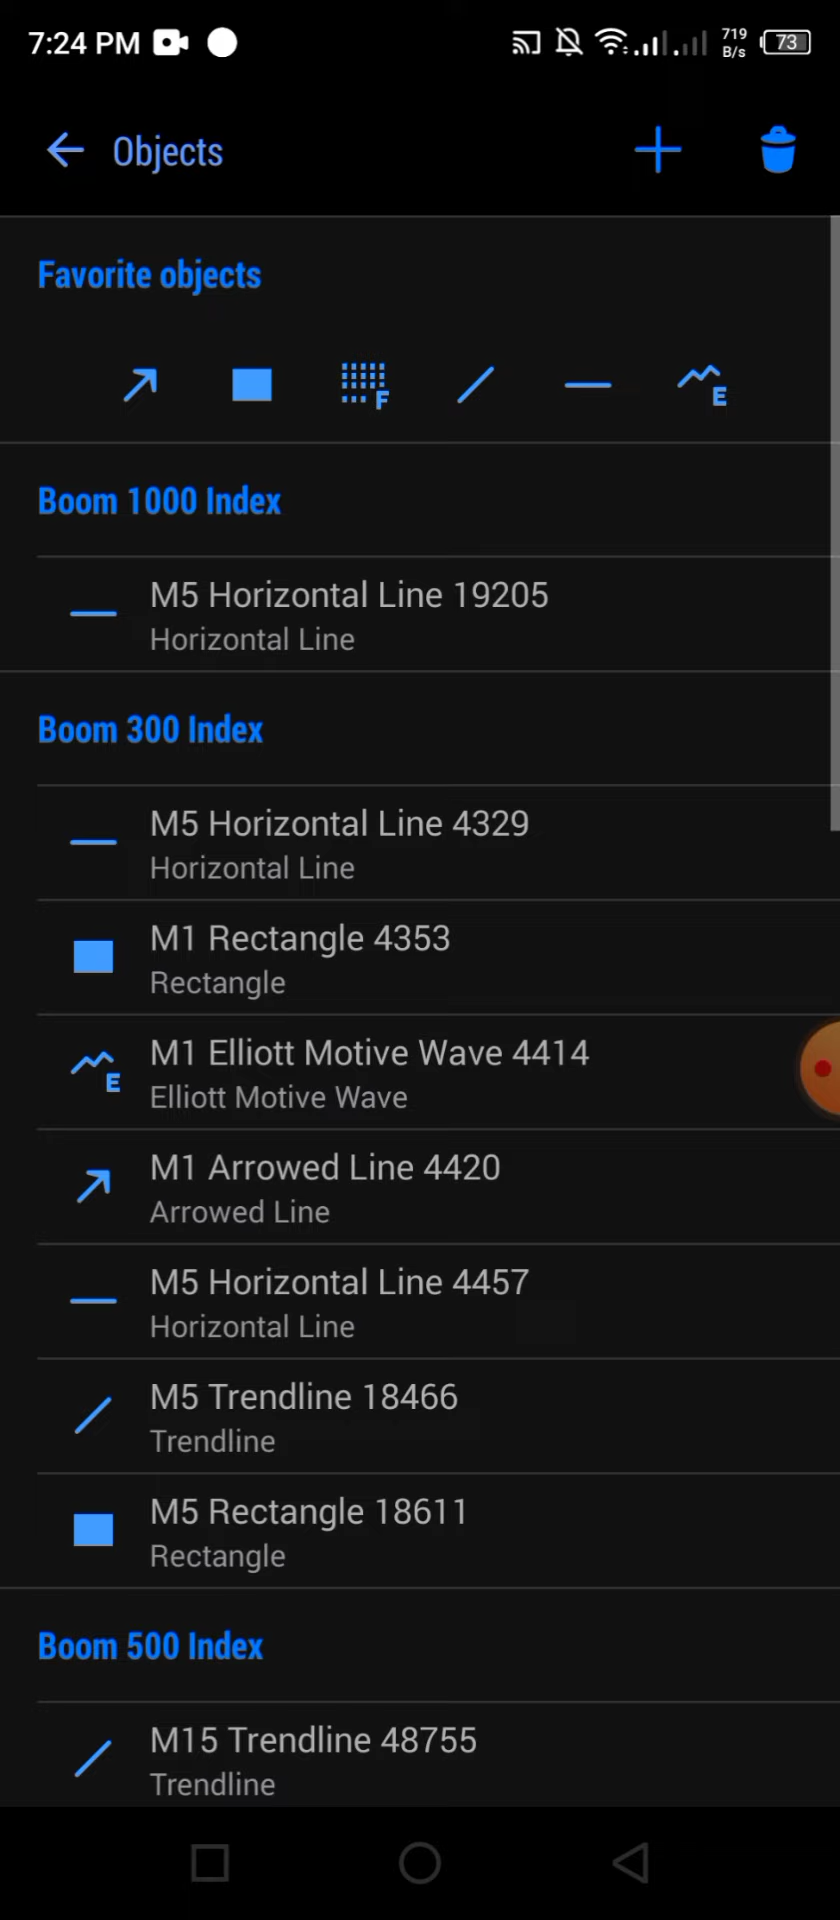 7:24 PM
719
B/s
73
Objects
Favorite objects
F
E
Boom 1000 Index
M5 Horizontal Line 19205
Horizontal Line
Boom 300 Index
M5 Horizontal Line 4329
Horizontal Line
M1 Rectangle 4353
Rectangle
E
M1 Elliott Motive Wave 4414
Elliott Motive Wave
M1 Arrowed Line 4420
Arrowed Line
M5 Horizontal Line 4457
Horizontal Line
M5 Trendline 18466
Trendline
M5 Rectangle 18611
Rectangle
Boom 500 Index
M15 Trendline 48755
Trendline